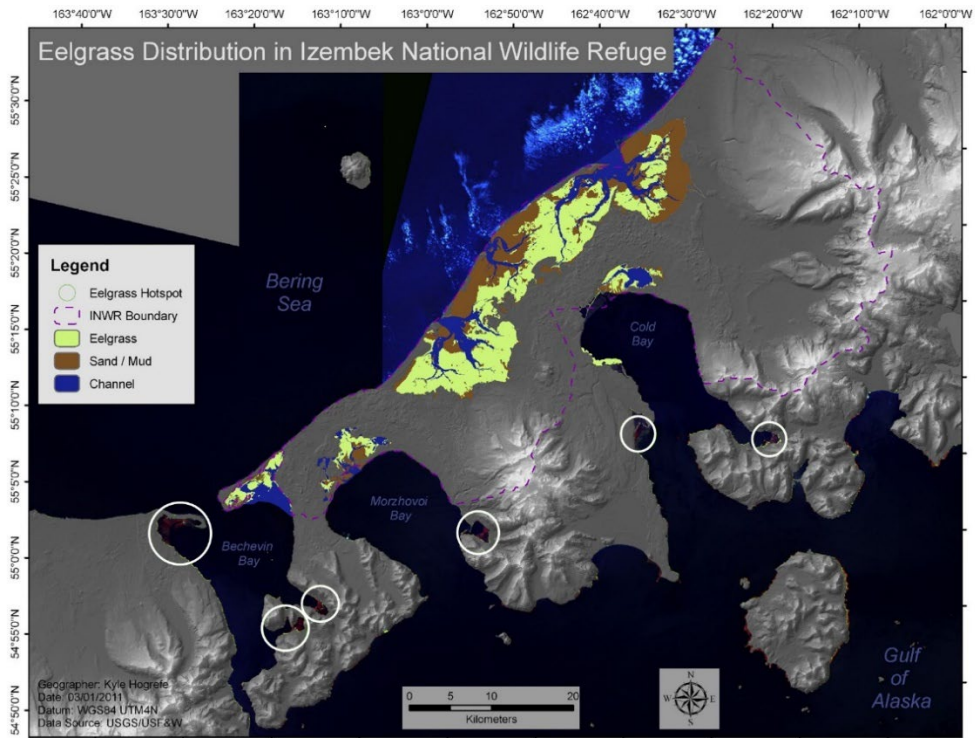 163°40'0"W 163°30'0"W 163°20'0"W 163°10'0"W 163°0'0"W 162°50'0"W 162°40'0"W 162°30'0"W 162°20'0"W 162°10'0"W 162°0'0"W
Eelgrass Distribution in Izembek National Wildlife Refuge
55°30'0"N
55°25'0"N
55°20'0"N
55°15'0"N
55°10'0"N
55°5'0"N
55°0'0"N
54°55'0"N
54°50'0"N
Legend
Eelgrass Hotspot
INWR Boundary
Eelgrass
Sand / Mud
Channel
Bering
Sea
Cold
Bay
Morzhovoi
Bay
Bechevin
Bay
Gulf
of
Alaska
Geographer: Kyle Hogrefe
Date: 03/01/2011
Datum: WGS84 UTM4N
Data Source: USGS/USF&W
0 5 10 20
Kilometers
N
W E
S